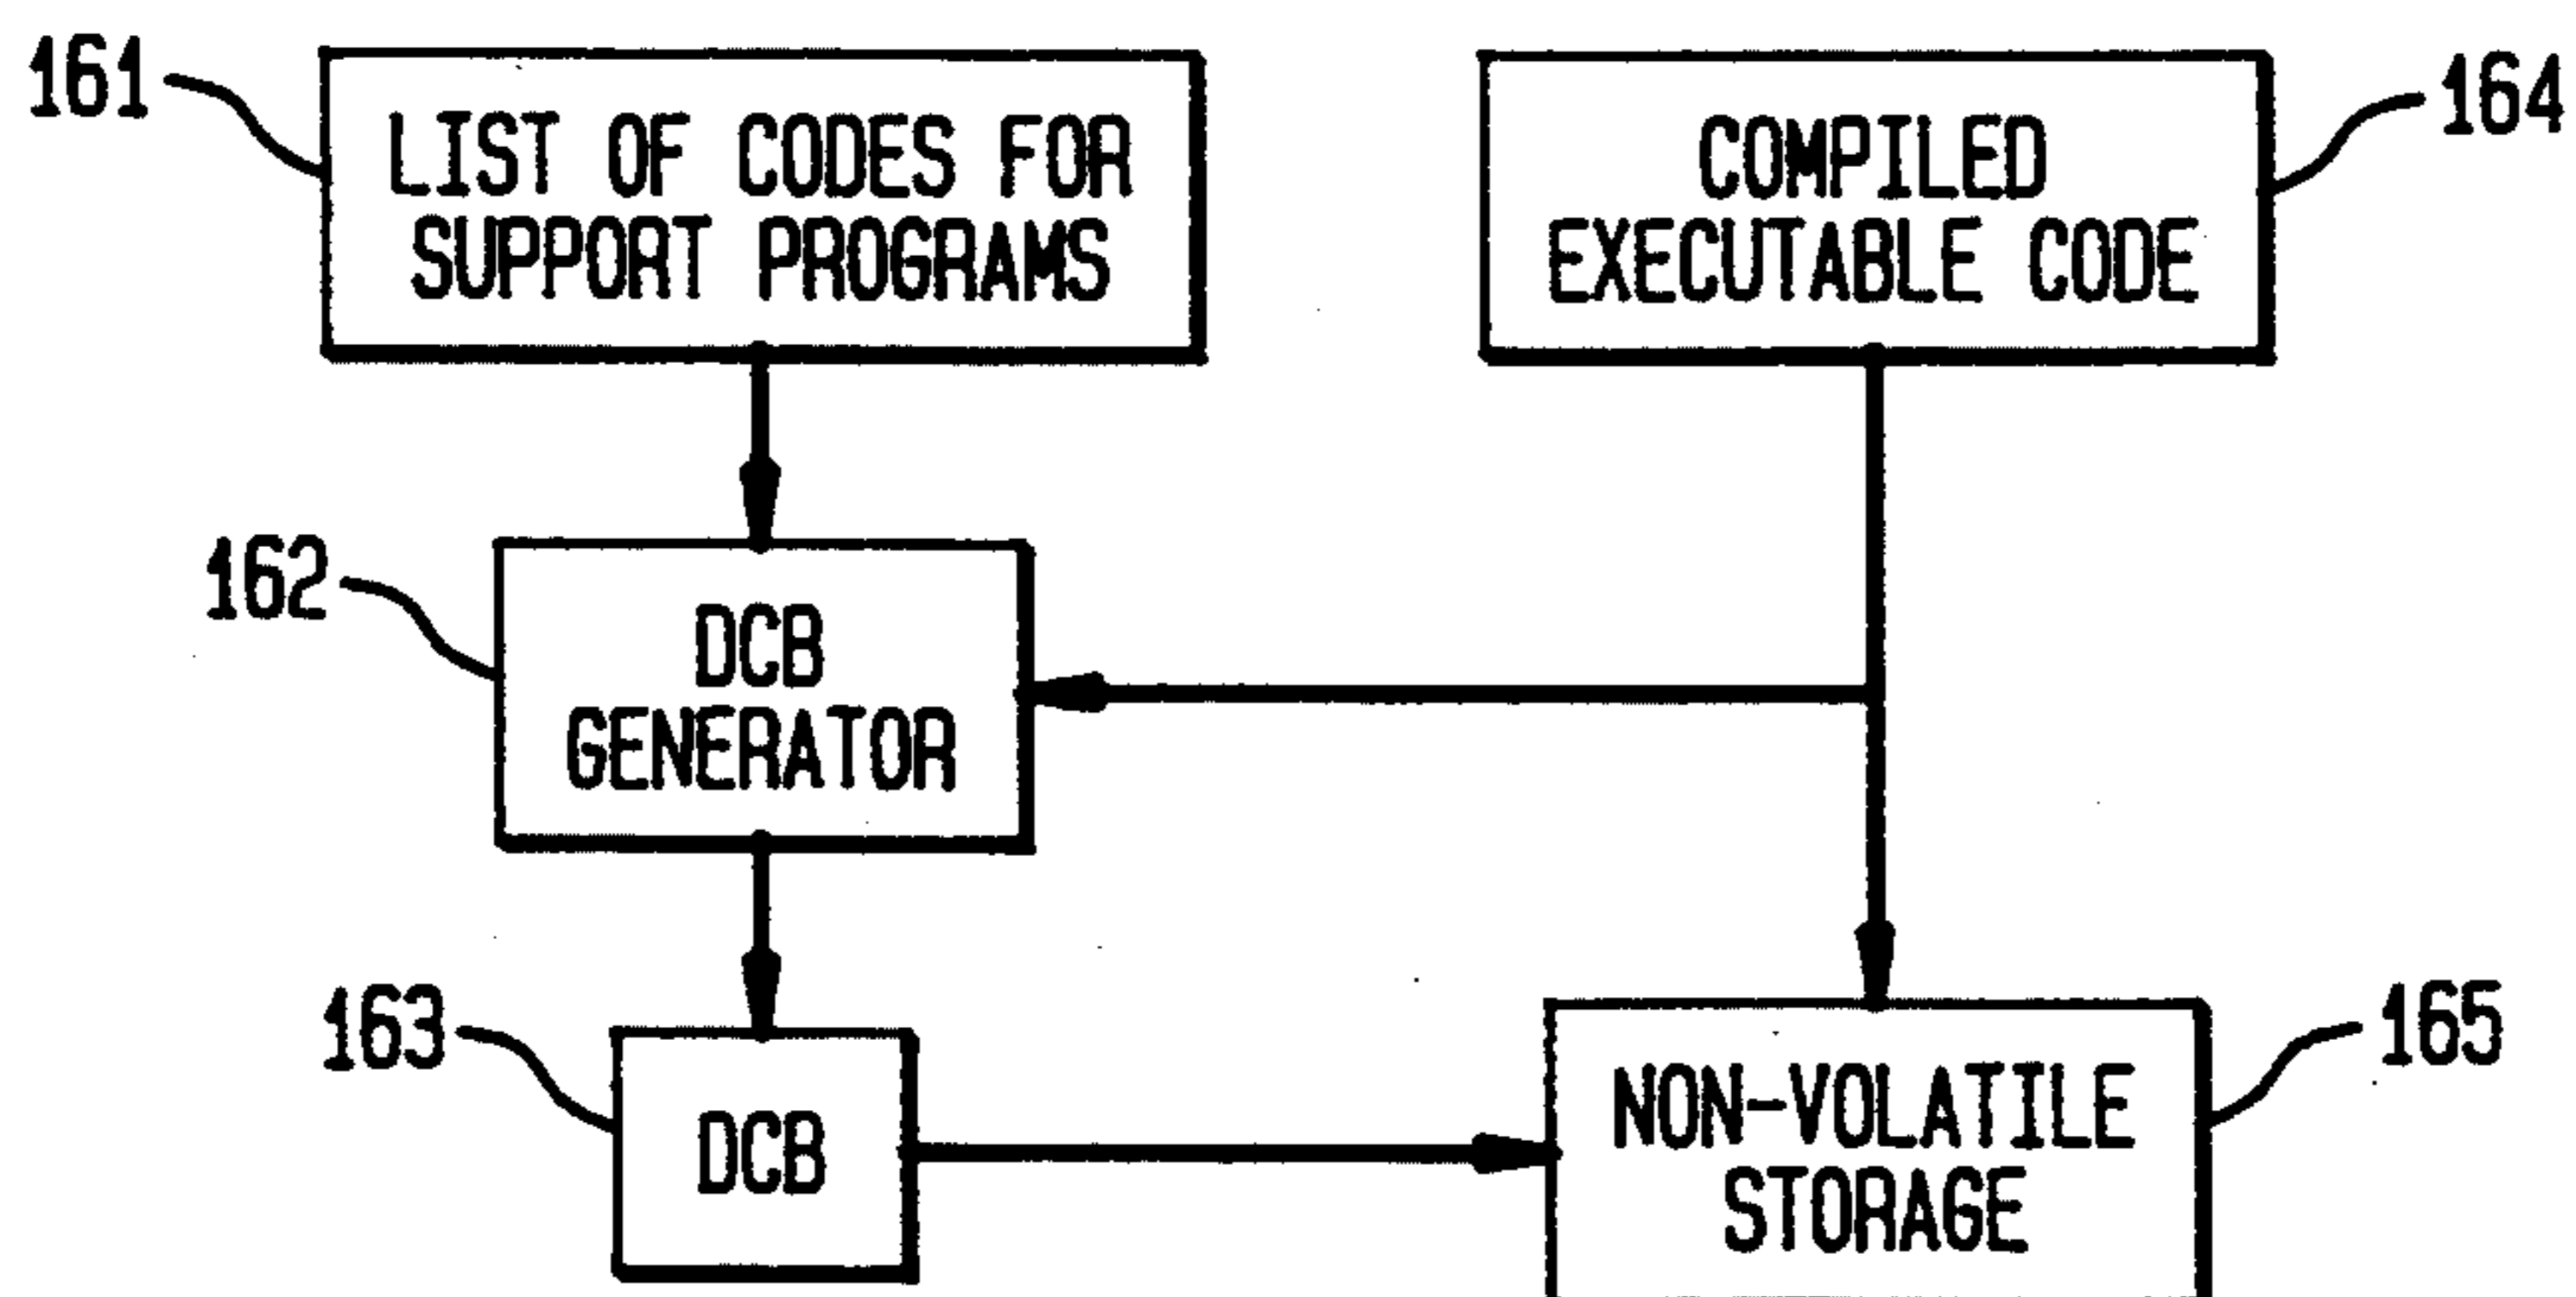 161
LIST OF CODES FOR
SUPPORT PROGRAMS
COMPILED
EXECUTABLE CODE
164
162
DCB
GENERATOR
163
DCB
NON-VOLATILE
STORAGE
165